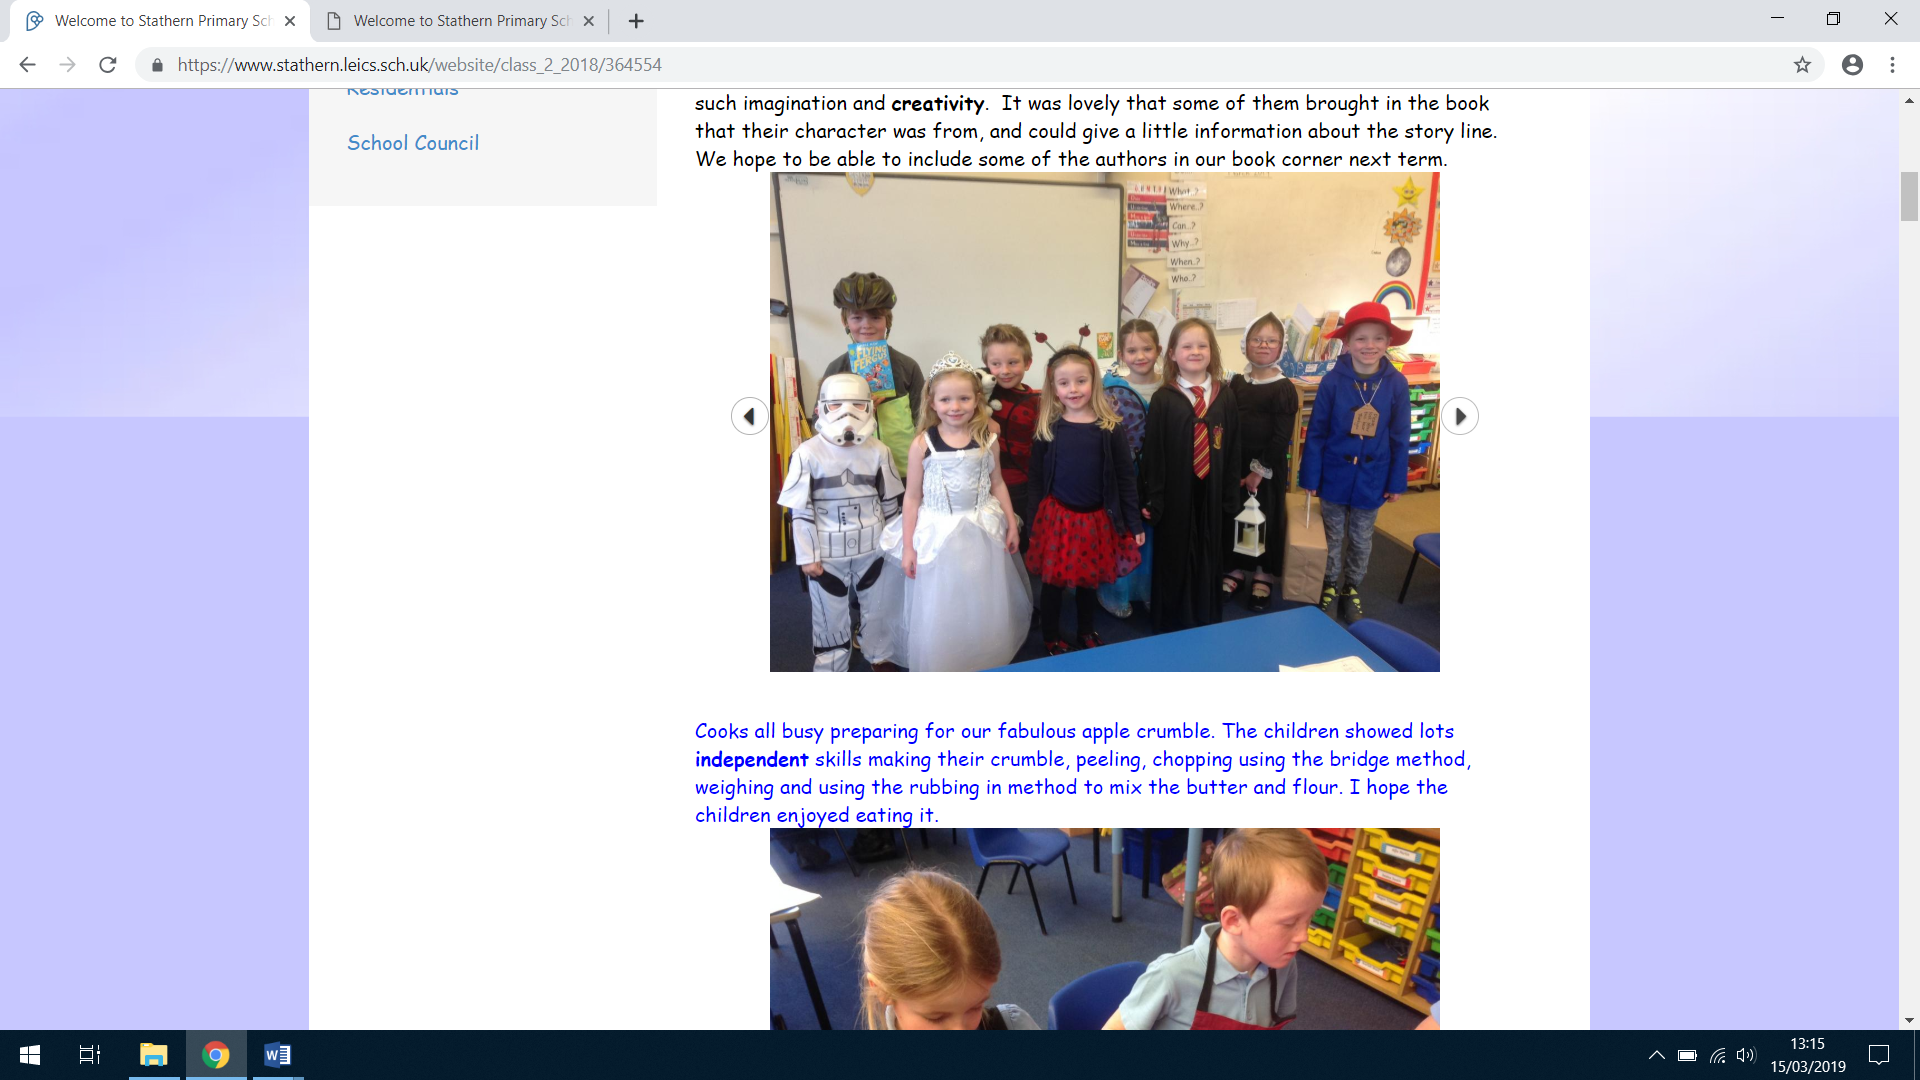 Welcome to Stathern Primary Sch
Welcome to Stathern Primary Sch
https://www.stathern.leics.sch.uk/website/class_2_2018/364554
Residentials
School Council
such imagination and creativity. It was lovely that some of them brought in the book
that their character was from, and could give a little information about the story line.
We hope to be able to include some of the authors in our book corner next term.
What..?
Where..?
Can..?
Why..?
When..?
Who..?
FLYING
FERGUS
Cooks all busy preparing for our fabulous apple crumble. The children showed lots
independent skills making their crumble, peeling, chopping using the bridge method,
weighing and using the rubbing in method to mix the butter and flour. I hope the
children enjoyed eating it.
13:15
15/03/2019